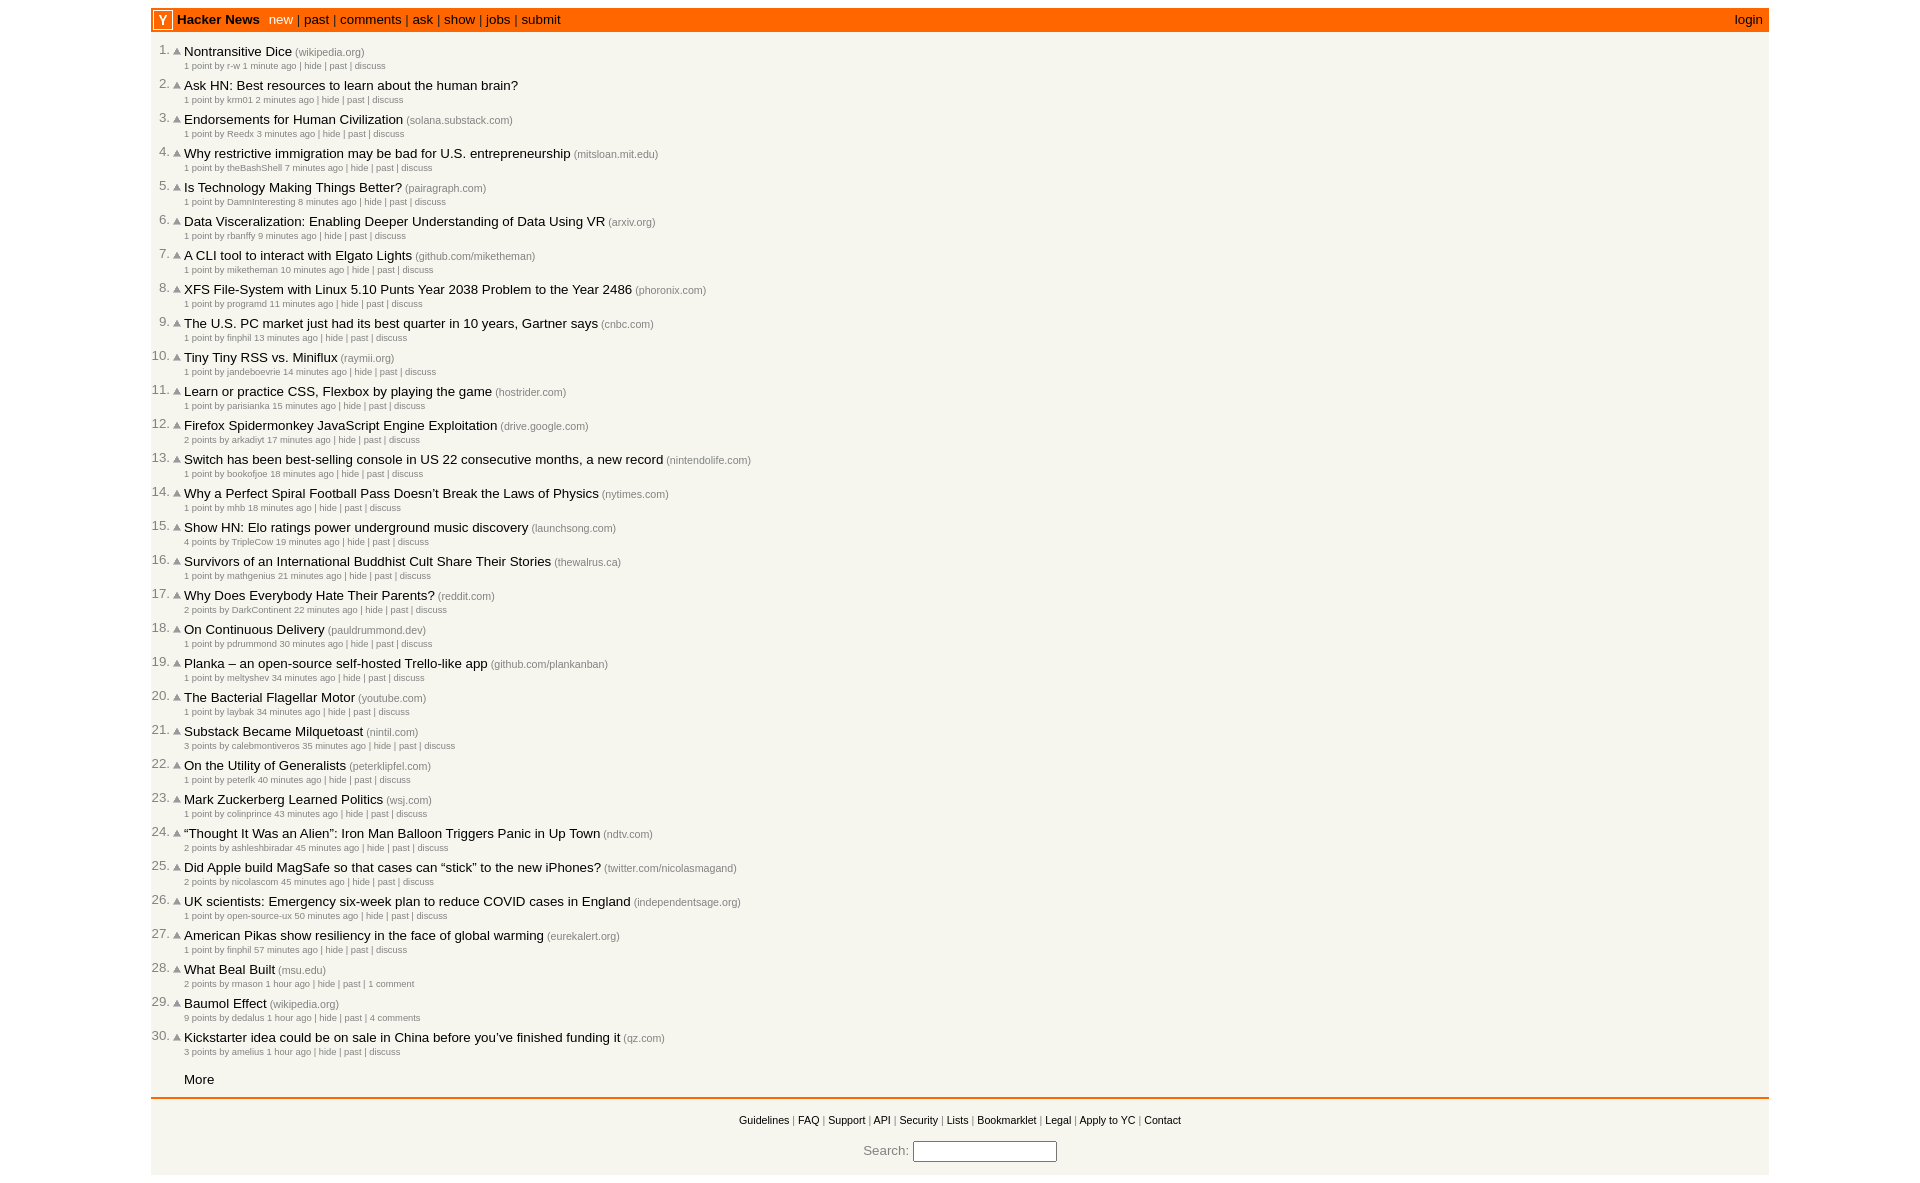 Y Hacker News new | past | comments | ask | show | jobs | submit login
1. Nontransitive Dice (wikipedia.org)
1 point by r-w 1 minute ago | hide | past | discuss
2. Ask HN: Best resources to learn about the human brain?
1 point by krm01 2 minutes ago | hide | past | discuss
3. Endorsements for Human Civilization (solana.substack.com)
1 point by Reedx 3 minutes ago | hide | past | discuss
4. Why restrictive immigration may be bad for U.S. entrepreneurship (mitsloan.mit.edu)
1 point by theBashShell 7 minutes ago | hide | past | discuss
5. Is Technology Making Things Better? (pairagraph.com)
1 point by DamnInteresting 8 minutes ago | hide | past | discuss
6. Data Visceralization: Enabling Deeper Understanding of Data Using VR (arxiv.org)
1 point by rbanffy 9 minutes ago | hide | past | discuss
7. A CLI tool to interact with Elgato Lights (github.com/miketheman)
1 point by miketheman 10 minutes ago | hide | past | discuss
8. XFS File-System with Linux 5.10 Punts Year 2038 Problem to the Year 2486 (phoronix.com)
1 point by programd 11 minutes ago | hide | past | discuss
9. The U.S. PC market just had its best quarter in 10 years, Gartner says (cnbc.com)
1 point by finphil 13 minutes ago | hide | past | discuss
10. Tiny Tiny RSS vs. Miniflux (raymii.org)
1 point by jandeboevrie 14 minutes ago | hide | past | discuss
11. Learn or practice CSS, Flexbox by playing the game (hostrider.com)
1 point by parisianka 15 minutes ago | hide | past | discuss
12. Firefox Spidermonkey JavaScript Engine Exploitation (drive.google.com)
2 points by arkadiyt 17 minutes ago | hide | past | discuss
13. Switch has been best-selling console in US 22 consecutive months, a new record (nintendolife.com)
1 point by bookofjoe 18 minutes ago | hide | past | discuss
14. Why a Perfect Spiral Football Pass Doesn’t Break the Laws of Physics (nytimes.com)
1 point by mhb 18 minutes ago | hide | past | discuss
15. Show HN: Elo ratings power underground music discovery (launchsong.com)
4 points by TripleCow 19 minutes ago | hide | past | discuss
16. Survivors of an International Buddhist Cult Share Their Stories (thewalrus.ca)
1 point by mathgenius 21 minutes ago | hide | past | discuss
17. Why Does Everybody Hate Their Parents? (reddit.com)
2 points by DarkContinent 22 minutes ago | hide | past | discuss
18. On Continuous Delivery (pauldrummond.dev)
1 point by pdrummond 30 minutes ago | hide | past | discuss
19. Planka – an open-source self-hosted Trello-like app (github.com/plankanban)
1 point by meltyshev 34 minutes ago | hide | past | discuss
20. The Bacterial Flagellar Motor (youtube.com)
1 point by laybak 34 minutes ago | hide | past | discuss
21. Substack Became Milquetoast (nintil.com)
3 points by calebmontiveros 35 minutes ago | hide | past | discuss
22. On the Utility of Generalists (peterklipfel.com)
1 point by peterlk 40 minutes ago | hide | past | discuss
23. Mark Zuckerberg Learned Politics (wsj.com)
1 point by colinprince 43 minutes ago | hide | past | discuss
24. “Thought It Was an Alien”: Iron Man Balloon Triggers Panic in Up Town (ndtv.com)
2 points by ashleshbiradar 45 minutes ago | hide | past | discuss
25. Did Apple build MagSafe so that cases can “stick” to the new iPhones? (twitter.com/nicolasmagand)
2 points by nicolascom 45 minutes ago | hide | past | discuss
26. UK scientists: Emergency six-week plan to reduce COVID cases in England (independentsage.org)
1 point by open-source-ux 50 minutes ago | hide | past | discuss
27. American Pikas show resiliency in the face of global warming (eurekalert.org)
1 point by finphil 57 minutes ago | hide | past | discuss
28. What Beal Built (msu.edu)
2 points by rmason 1 hour ago | hide | past | 1 comment
29. Baumol Effect (wikipedia.org)
9 points by dedalus 1 hour ago | hide | past | 4 comments
30. Kickstarter idea could be on sale in China before you’ve finished funding it (qz.com)
3 points by amelius 1 hour ago | hide | past | discuss
More
Guidelines | FAQ | Support | API | Security | Lists | Bookmarklet | Legal | Apply to YC | Contact
Search: